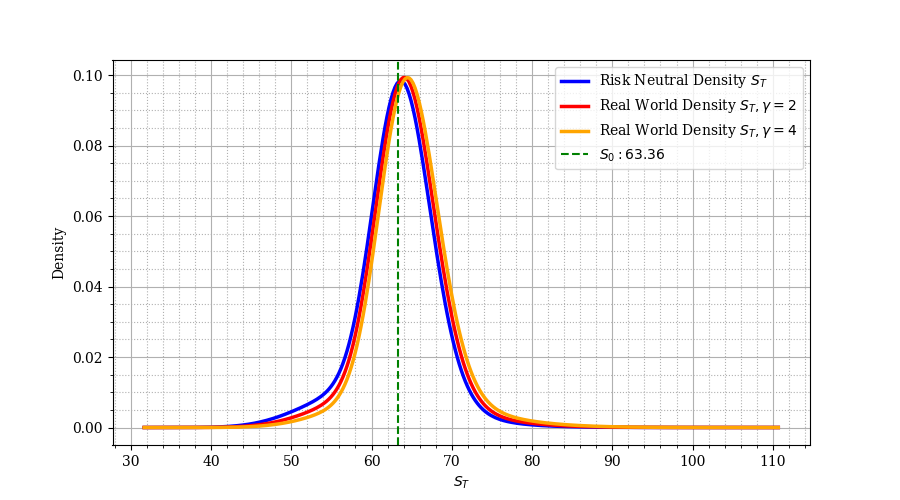 0.10
0.08
0.06
0.04
0.02
0.00
Density
30 40 50 60 70 80 90 100 110
S_T
Risk Neutral Density S_T
Real World Density S_T, γ = 2
Real World Density S_T, γ = 4
S_0 : 63.36